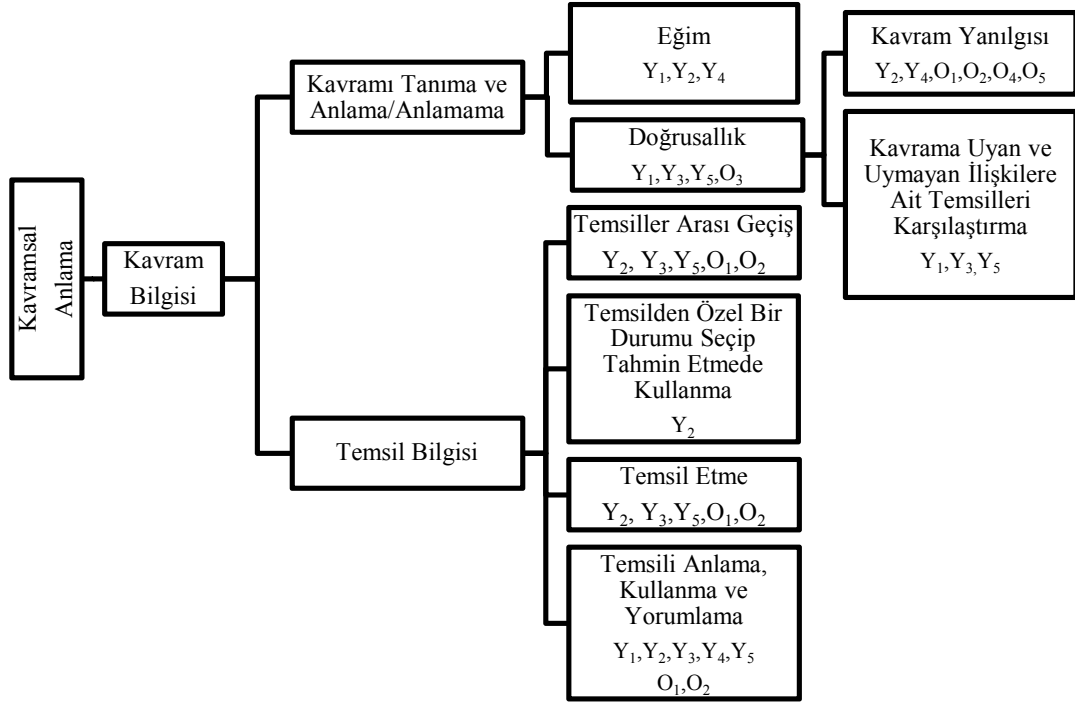 Kavramsal
Anlama
Kavram
Bilgisi
Kavramı Tanıma ve
Anlama/Anlamama
Eğim
Y₁,Y₂,Y₄
Doğrusallık
Y₁,Y₃,Y₅,O₃
Kavram Yanılgısı
Y₂,Y₄,O₁,O₂,O₄,O₅
Kavrama Uyan ve
Uymayan İlişkilere
Ait Temsilleri
Karşılaştırma
Y₁,Y₃,Y₅
Temsil Bilgisi
Temsiller Arası Geçiş
Y₂, Y₃,Y₅,O₁,O₂
Temsilden Özel Bir
Durumu Seçip
Tahmin Etmede
Kullanma
Y₂
Temsil Etme
Y₂, Y₃,Y₅,O₁,O₂
Temsili Anlama,
Kullanma ve
Yorumlama
Y₁,Y₂,Y₃,Y₄,Y₅
O₁,O₂